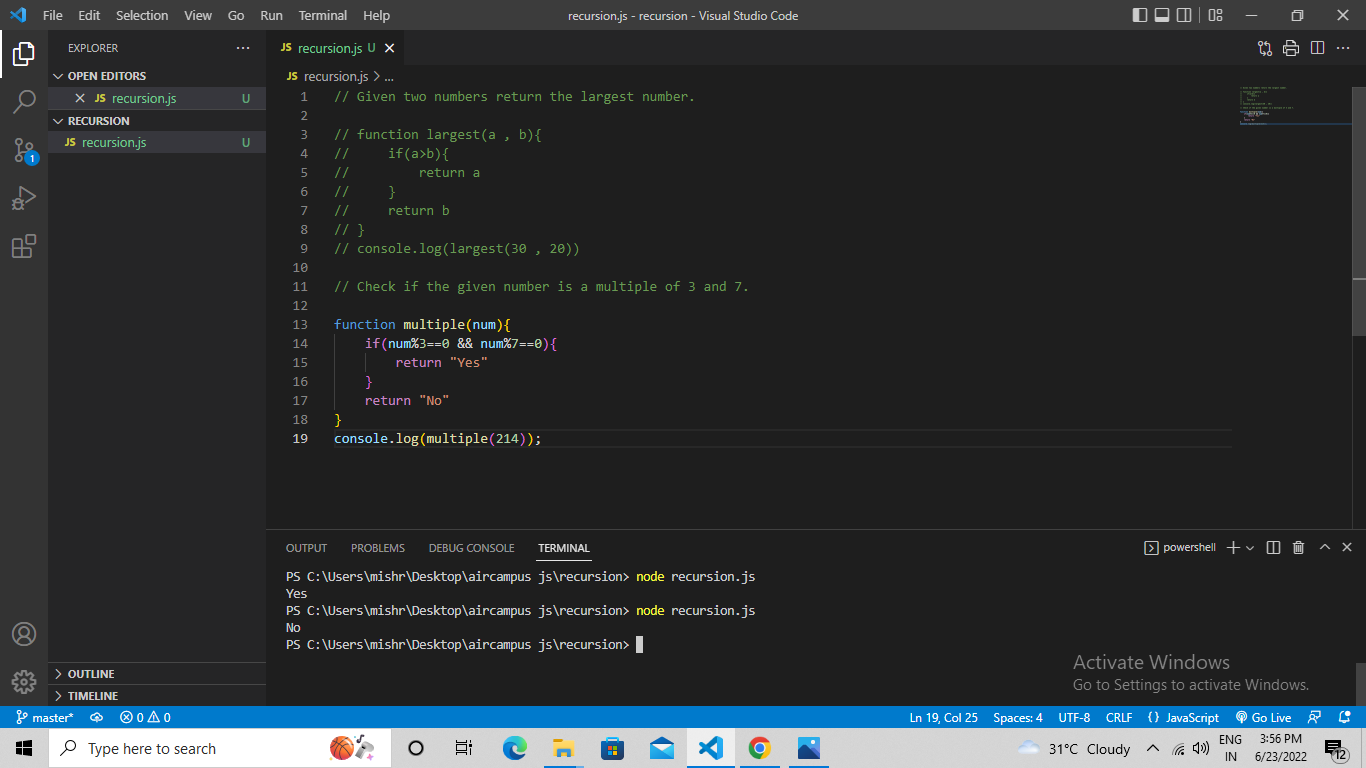 File Edit Selection View Go Run Terminal Help recursion.js - recursion - Visual Studio Code
EXPLORER
OPEN EDITORS
JS recursion.js U
RECURSION
JS recursion.js U
OUTLINE
TIMELINE
JS recursion.js U
JS recursion.js > ...
1 // Given two numbers return the largest number.
2
3 // function largest(a , b){
4 //     if(a>b){
5 //         return a
6 //     }
7 //     return b
8 // }
9 // console.log(largest(30 , 20))
10
11 // Check if the given number is a multiple of 3 and 7.
12
13 function multiple(num){
14     if(num%3==0 && num%7==0){
15         return "Yes"
16     }
17     return "No"
18 }
19 console.log(multiple(214));
OUTPUT PROBLEMS DEBUG CONSOLE TERMINAL powershell
PS C:\Users\mishr\Desktop\aircampus js\recursion> node recursion.js
Yes
PS C:\Users\mishr\Desktop\aircampus js\recursion> node recursion.js
No
PS C:\Users\mishr\Desktop\aircampus js\recursion>
Activate Windows
Go to Settings to activate Windows.
1
master* 0 0 Ln 19, Col 25 Spaces: 4 UTF-8 CRLF {} JavaScript Go Live
Type here to search 31°C Cloudy
ENG
IN
3:56 PM
6/23/2022
12